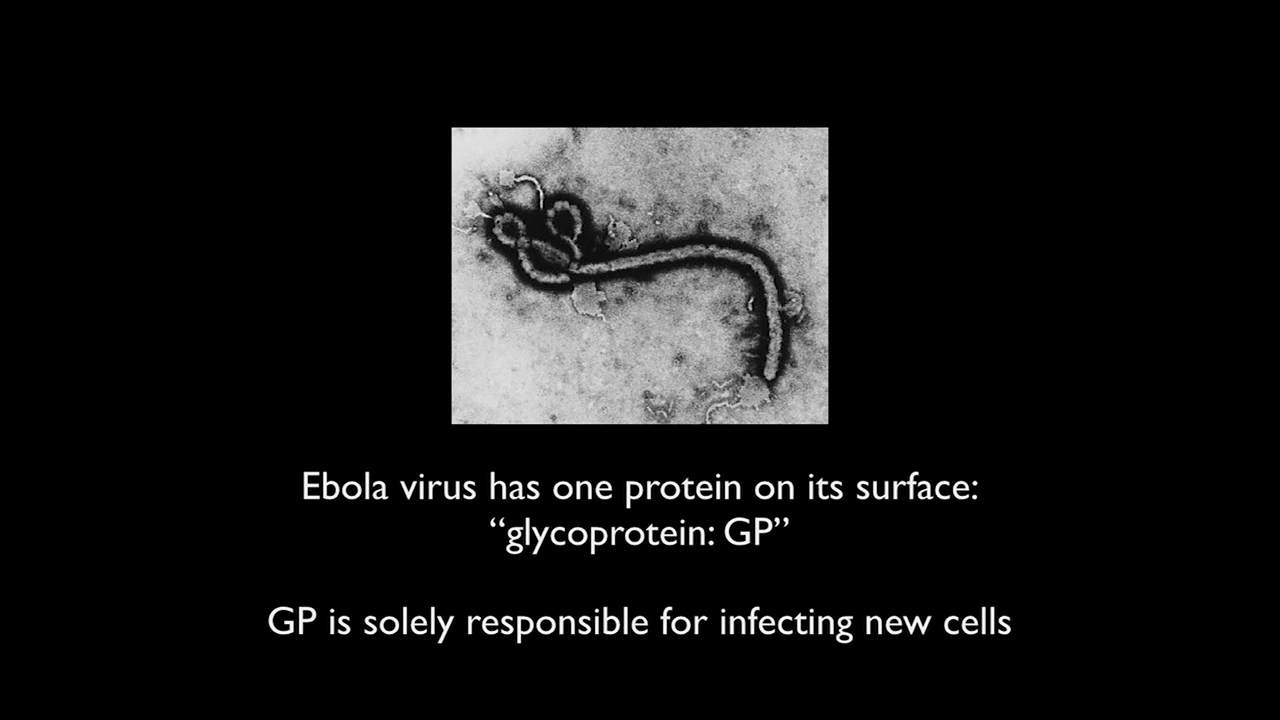 Ebola virus has one protein on its surface:
“glycoprotein: GP”
GP is solely responsible for infecting new cells